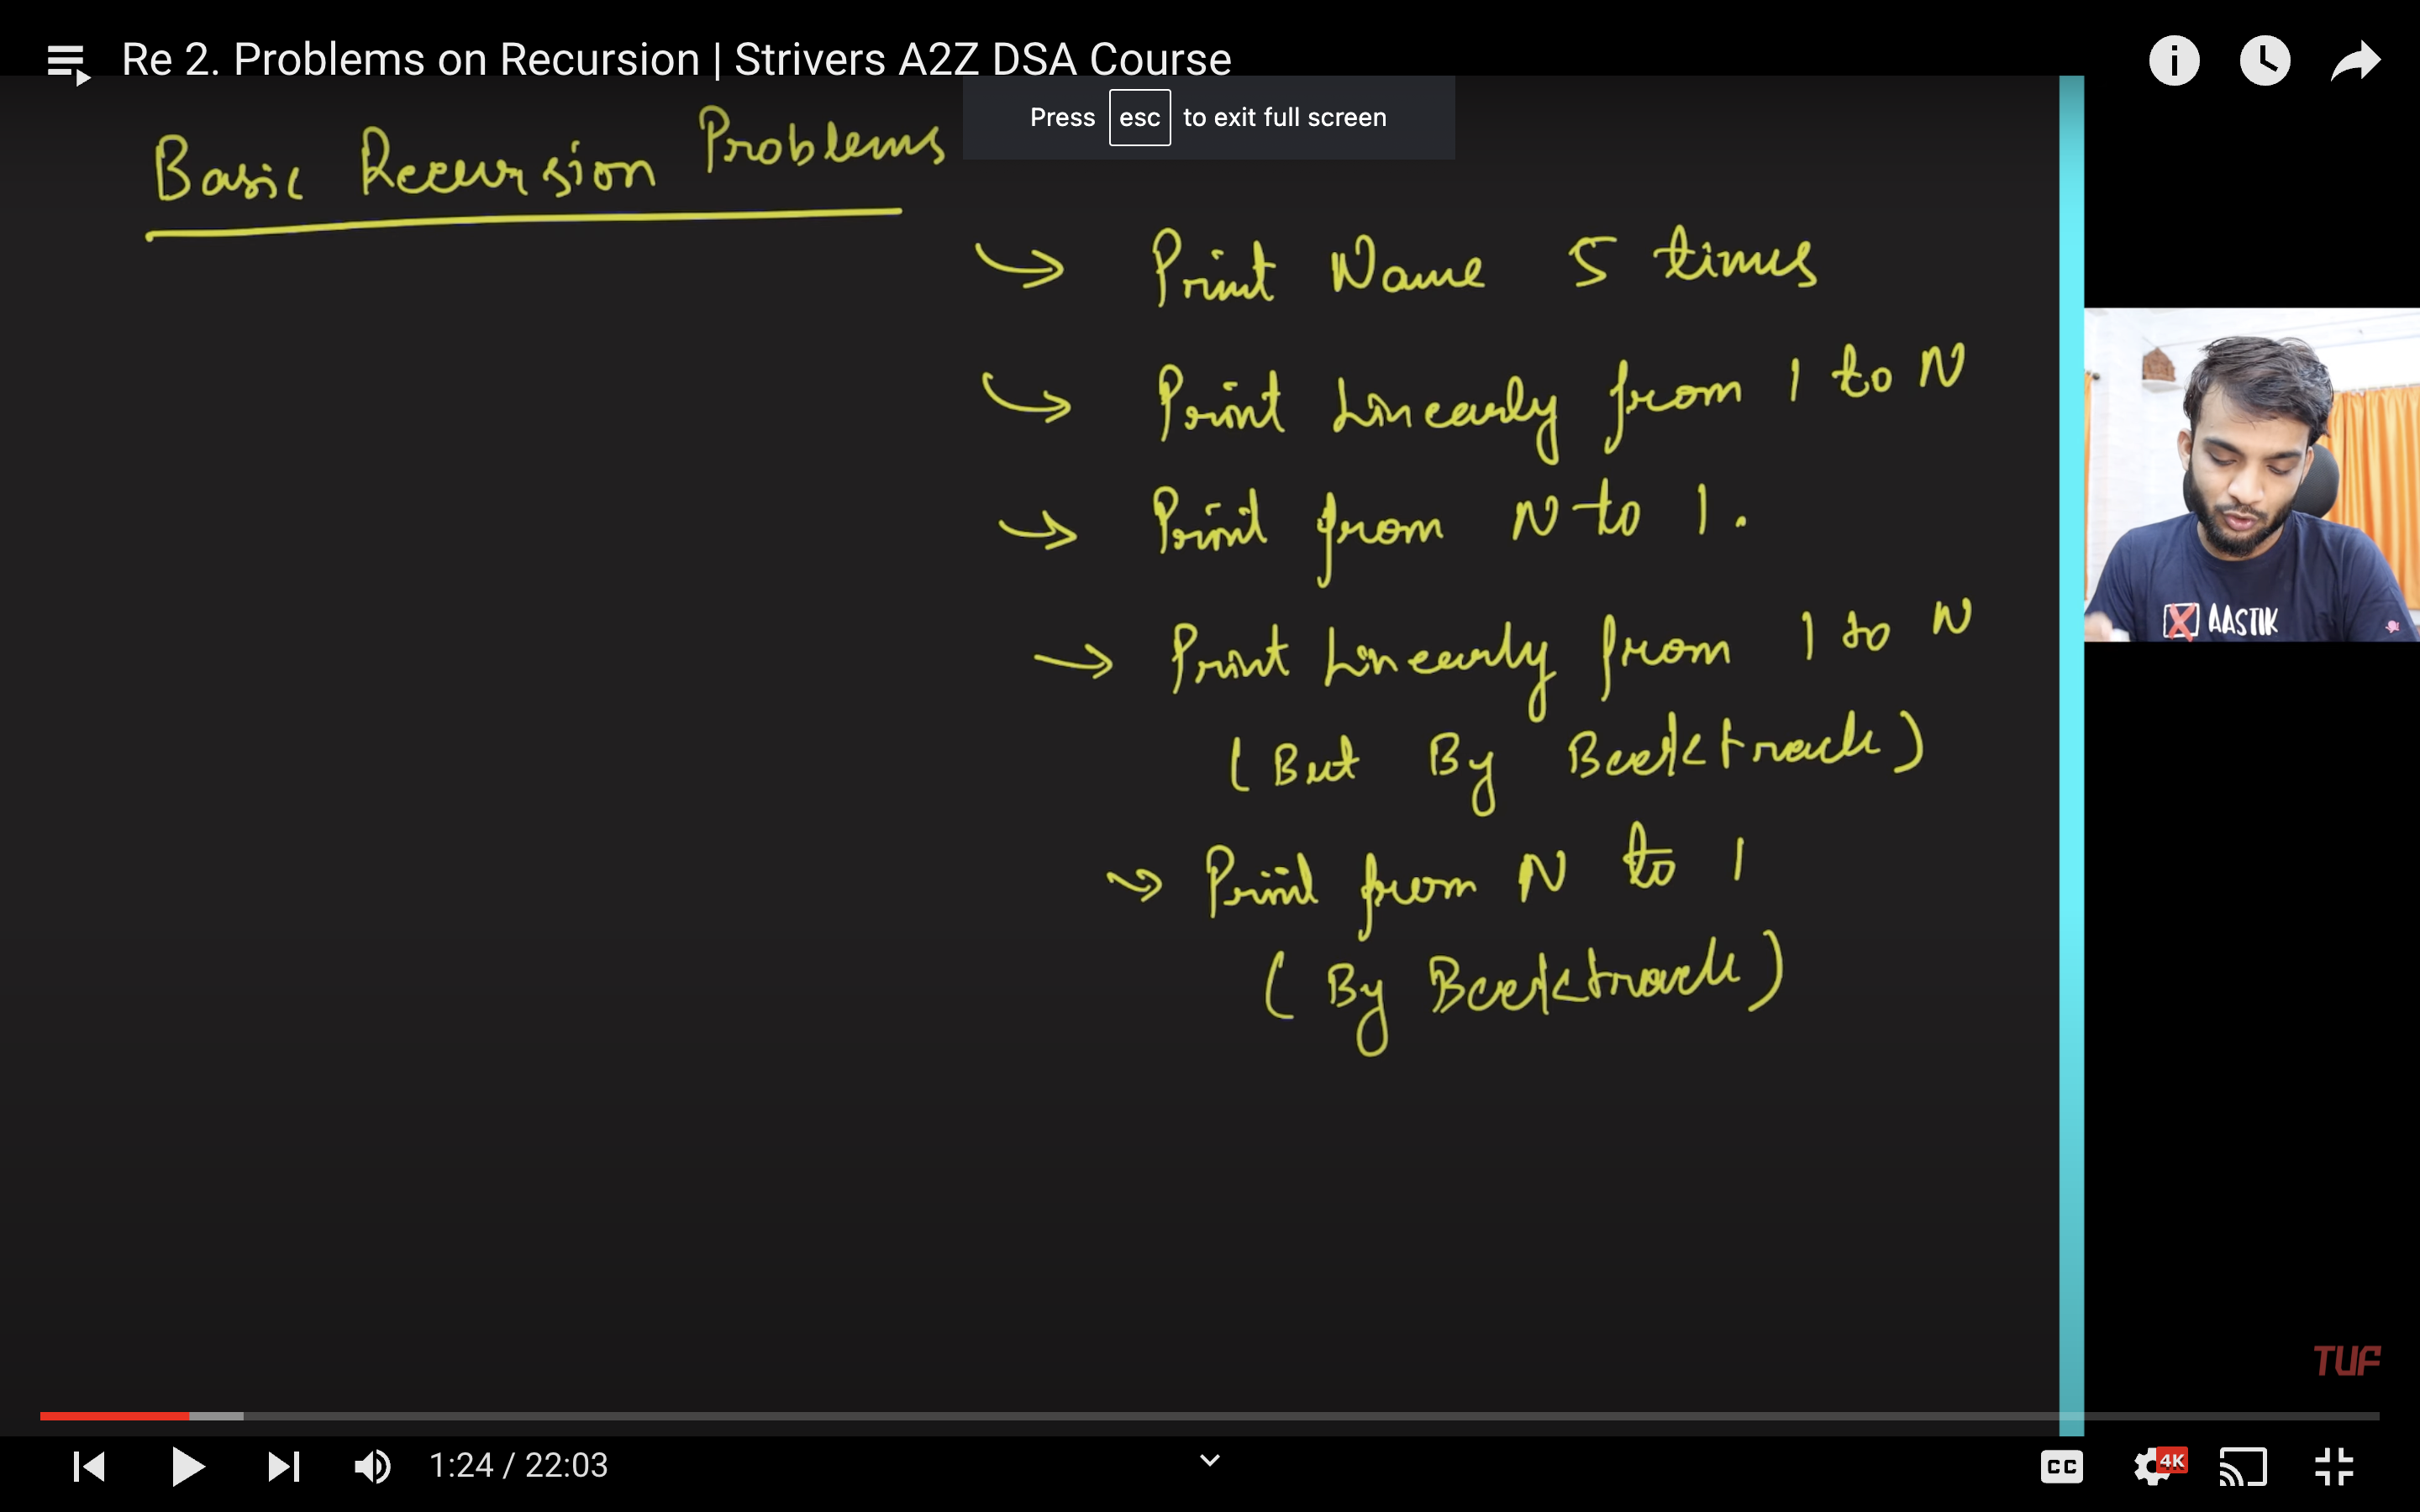 Re 2. Problems on Recursion | Strivers A2Z DSA Course
Press esc to exit full screen
Basic Recursion Problems
Print Name 5 times
Print Linearly from 1 to N
Print from N to 1.
Print Linearly from 1 to N
(But By Backtrack)
Print from N to 1
(By Backtrack)
AASTIK
TUF
1:24 / 22:03
CC
4K